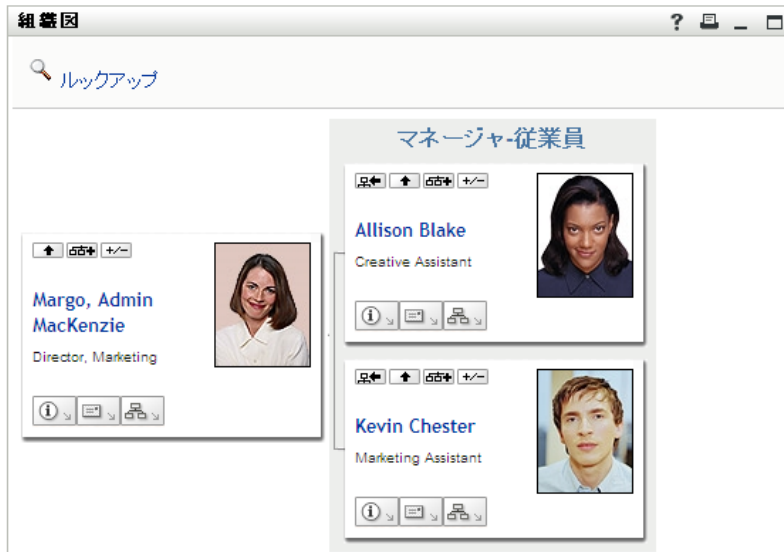 組織図
ルックアップ
マネージャ-従業員
Allison Blake
Creative Assistant
Margo, Admin
MacKenzie
Director, Marketing
Kevin Chester
Marketing Assistant